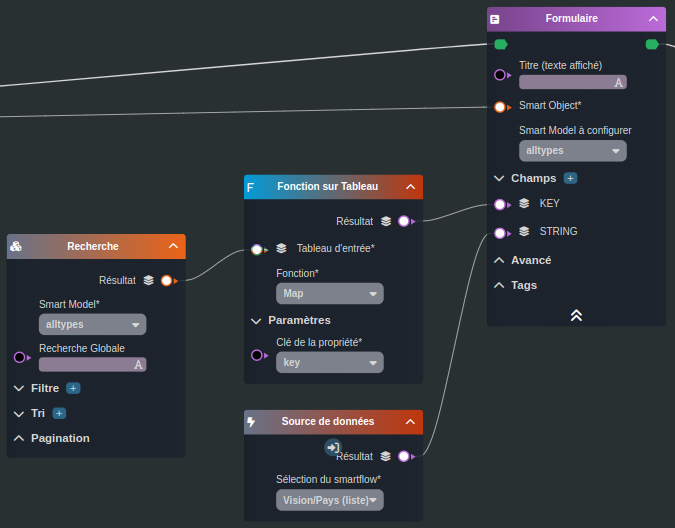 Formulaire
Titre (texte affiché)
A
Smart Object*
Smart Model à configurer
alltypes
Champs +
KEY
STRING
Avancé
Tags
F Fonction sur Tableau
Résultat
Tableau d'entrée*
Fonction*
Map
Paramètres
Clé de la propriété*
key
Recherche
Résultat
Smart Model*
alltypes
Recherche Globale
A
Filtre +
Tri +
Pagination
Source de données
Résultat
Sélection du smartflow*
Vision/Pays (liste)